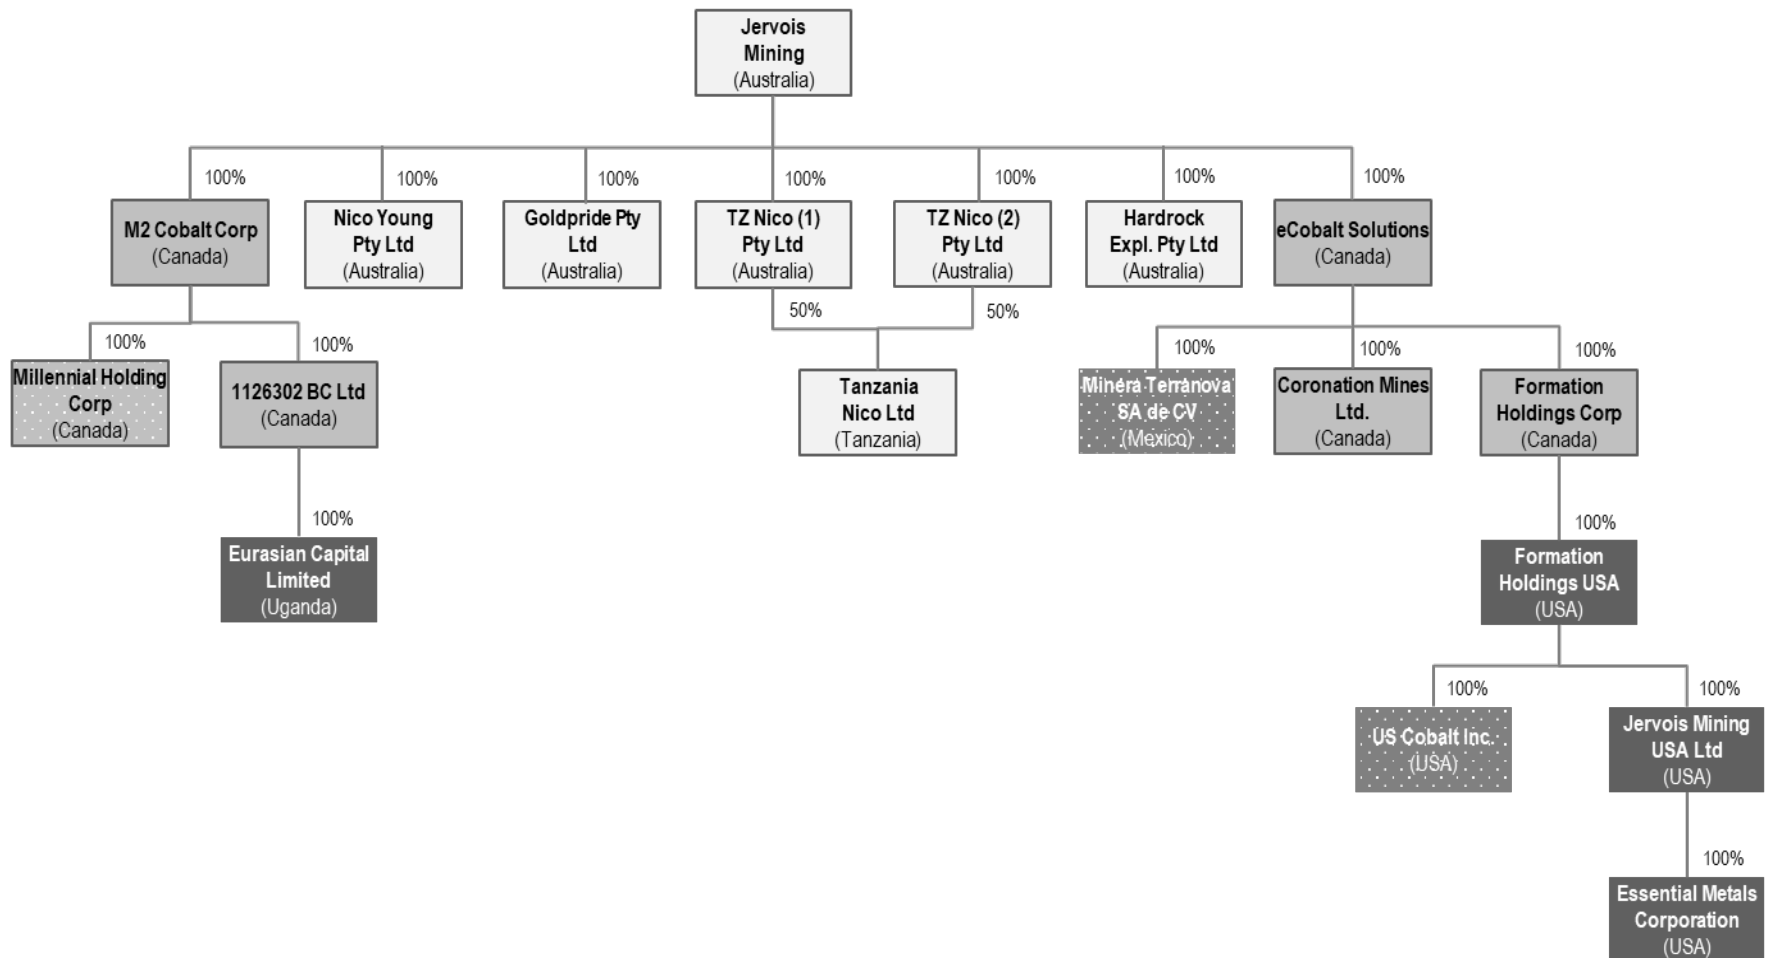 Jervois
Mining
(Australia)
100%
100%
100%
100%
100%
100%
100%
M2 Cobalt Corp
(Canada)
Nico Young
Pty Ltd
(Australia)
Goldpride Pty
Ltd
(Australia)
TZ Nico (1)
Pty Ltd
(Australia)
TZ Nico (2)
Pty Ltd
(Australia)
Hardrock
Expl. Pty Ltd
(Australia)
eCobalt Solutions
(Canada)
50%
50%
100%
100%
100%
100%
100%
Millennial Holding
Corp
(Canada)
1126302 BC Ltd
(Canada)
Tanzania
Nico Ltd
(Tanzania)
Minera Terranova
SA de CV
(Mexico)
Coronation Mines
Ltd.
(Canada)
Formation
Holdings Corp
(Canada)
100%
100%
Eurasian Capital
Limited
(Uganda)
Formation
Holdings USA
(USA)
100%
100%
US Cobalt Inc.
(USA)
Jervois Mining
USA Ltd
(USA)
100%
Essential Metals
Corporation
(USA)